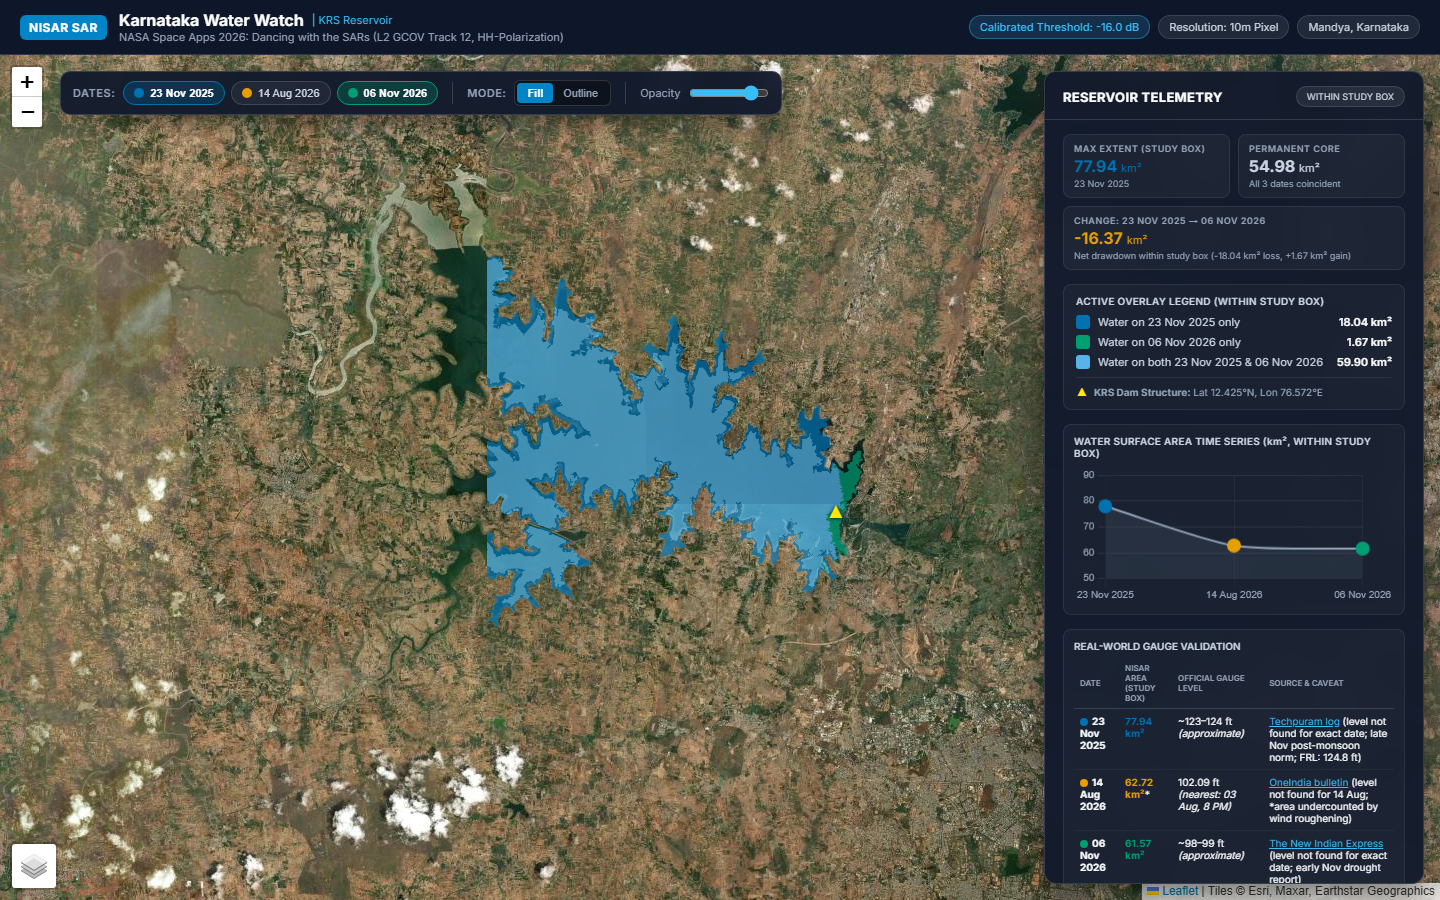 NISAR SAR
Karnataka Water Watch | KRS Reservoir
NASA Space Apps 2026: Dancing with the SARs (L2 GCOV Track 12, HH-Polarization)
Calibrated Threshold: -16.0 dB
Resolution: 10m Pixel
Mandya, Karnataka
+
−
DATES: 23 Nov 2025 14 Aug 2026 06 Nov 2026 MODE: Fill Outline Opacity
RESERVOIR TELEMETRY
WITHIN STUDY BOX
MAX EXTENT (STUDY BOX)
77.94 km²
23 Nov 2025
PERMANENT CORE
54.98 km²
All 3 dates coincident
CHANGE: 23 NOV 2025 → 06 NOV 2026
-16.37 km²
Net drawdown within study box (-18.04 km² loss, +1.67 km² gain)
ACTIVE OVERLAY LEGEND (WITHIN STUDY BOX)
Water on 23 Nov 2025 only 18.04 km²
Water on 06 Nov 2026 only 1.67 km²
Water on both 23 Nov 2025 & 06 Nov 2026 59.90 km²
KRS Dam Structure: Lat 12.425°N, Lon 76.572°E
WATER SURFACE AREA TIME SERIES (km², WITHIN STUDY
BOX)
90
80
70
60
50
23 Nov 2025 14 Aug 2026 06 Nov 2026
REAL-WORLD GAUGE VALIDATION
DATE
NISAR
AREA
(STUDY
BOX)
OFFICIAL GAUGE
LEVEL
SOURCE & CAVEAT
23
Nov
2025
77.94
km²
~123–124 ft
(approximate)
Techpuram log (level not
found for exact date; late
Nov post-monsoon
norm; FRL: 124.8 ft)
14
Aug
2026
62.72
km²*
102.09 ft
(nearest: 03
Aug, 8 PM)
OneIndia bulletin (level
not found for 14 Aug;
*area undercounted by
wind roughening)
06
Nov
2026
61.57
km²
~98–99 ft
(approximate)
The New Indian Express
(level not found for exact
date; early Nov drought
report)
Leaflet | Tiles © Esri, Maxar, Earthstar Geographics